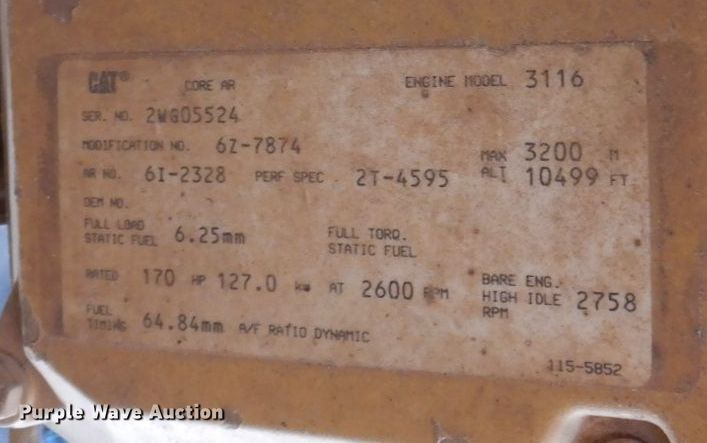 CAT® CORE AR ENGINE MODEL 3116
SER. NO. 2WG05524
MODIFICATION NO. 6Z-7874 MAX 3200 M
AR NO. 6I-2328 PERF SPEC 2T-4595 ALT 10499 FT
OEM NO.
FULL LOAD
STATIC FUEL 6.25mm
FULL TORQ.
STATIC FUEL
RATED 170 HP 127.0 kw AT 2600 RPM
BARE ENG.
HIGH IDLE 2758
RPM
FUEL
TIMING 64.84mm A/F RATIO DYNAMIC
115-5852
Purple Wave Auction